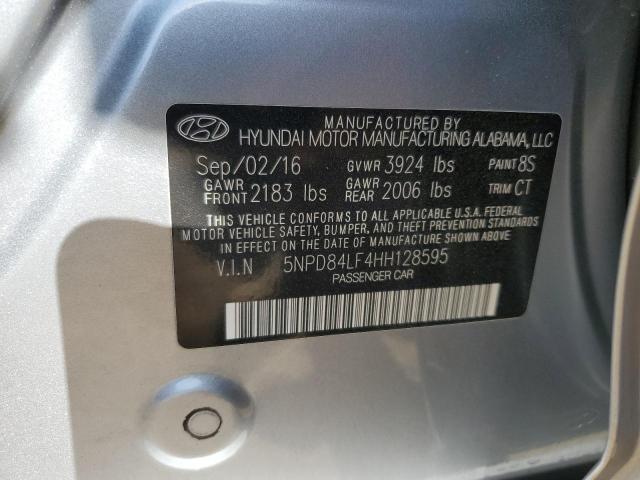 MANUFACTURED BY
HYUNDAI MOTOR MANUFACTURING ALABAMA, LLC
Sep/02/16 GVWR 3924 lbs PAINT 8S
GAWR FRONT 2183 lbs GAWR REAR 2006 lbs TRIM CT
THIS VEHICLE CONFORMS TO ALL APPLICABLE U.S.A. FEDERAL
MOTOR VEHICLE SAFETY, BUMPER, AND THEFT PREVENTION STANDARDS
IN EFFECT ON THE DATE OF MANUFACTURE SHOWN ABOVE.
V.I.N 5NPD84LF4HH128595
PASSENGER CAR